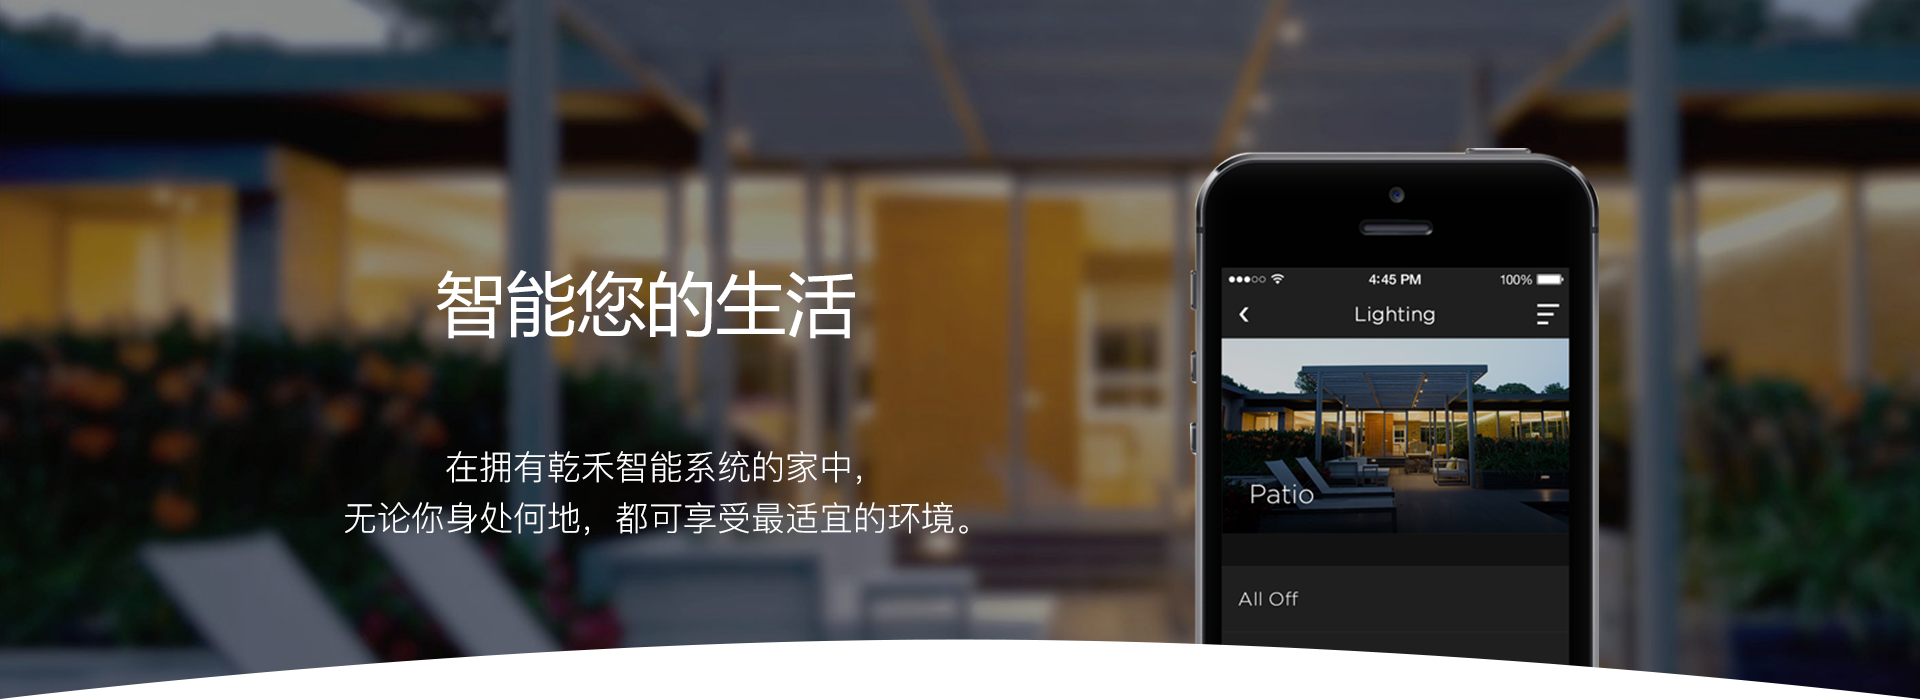 智能您的生活
在拥有乾禾智能系统的家中，
无论你身处何地，都可享受最适宜的环境。
4:45 PM
100%
Lighting
Patio
All Off